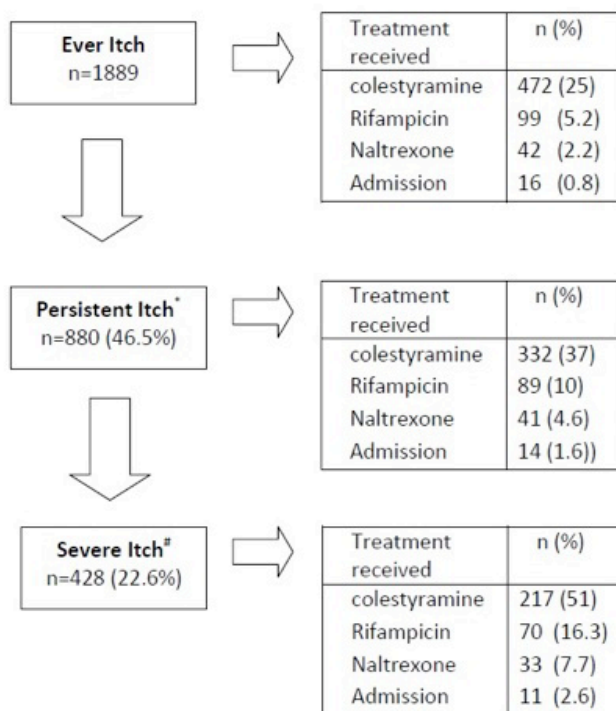 Ever Itch
n=1889
Treatment received n (%)
colestyramine 472 (25)
Rifampicin 99 (5.2)
Naltrexone 42 (2.2)
Admission 16 (0.8)
Persistent Itch*
n=880 (46.5%)
Treatment received n (%)
colestyramine 332 (37)
Rifampicin 89 (10)
Naltrexone 41 (4.6)
Admission 14 (1.6))
Severe Itch#
n=428 (22.6%)
Treatment received n (%)
colestyramine 217 (51)
Rifampicin 70 (16.3)
Naltrexone 33 (7.7)
Admission 11 (2.6)